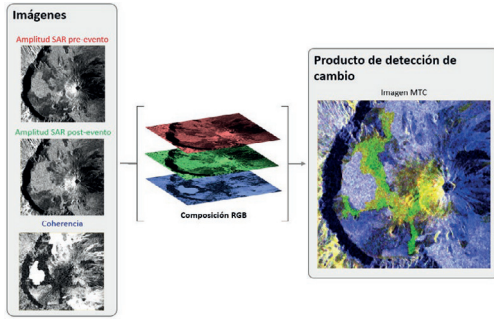 Imágenes
Amplitud SAR pre-evento
Amplitud SAR post-evento
Coherencia
Composición RGB
Producto de detección de
cambio
Imagen MTC